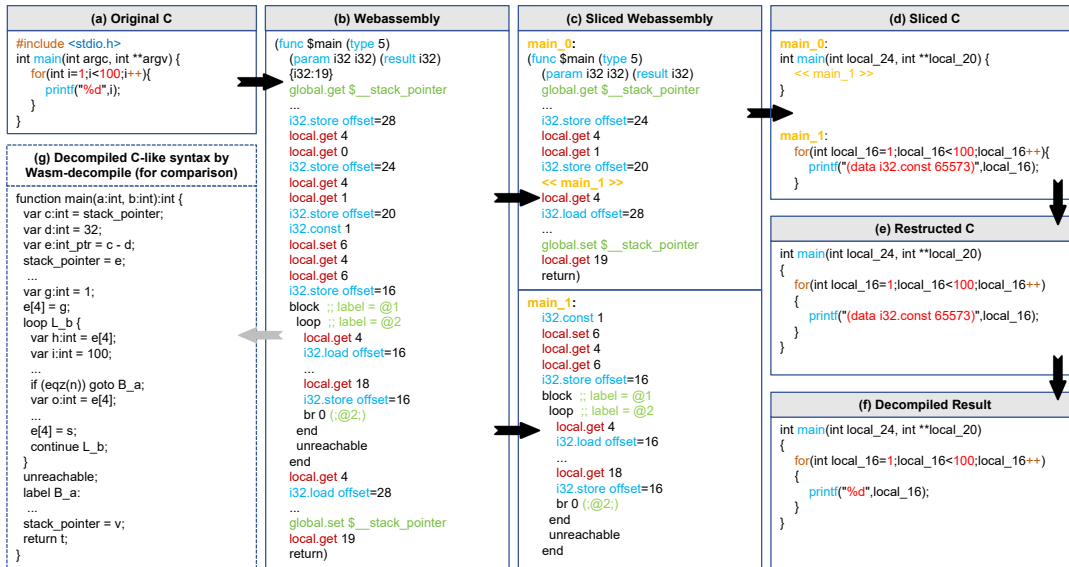 (a) Original C
#include <stdio.h>
int main(int argc, int **argv) {
for(int i=1;i<100;i++){
printf("%d",i);
}
}
(g) Decompiled C-like syntax by
Wasm-decompile (for comparison)
function main(a:int, b:int):int {
var c:int = stack_pointer;
var d:int = 32;
var e:int_ptr = c - d;
stack_pointer = e;
...
var g:int = 1;
e[4] = g;
loop L_b {
var h:int = e[4];
var i:int = 100;
...
if (eqz(n)) goto B_a;
var o:int = e[4];
...
e[4] = s;
continue L_b;
}
unreachable;
label B_a:
...
stack_pointer = v;
return t;
}
(b) Webassembly
(func $main (type 5)
(param i32 i32) (result i32)
{i32:19}
global.get $__stack_pointer
...
i32.store offset=28
local.get 4
local.get 0
i32.store offset=24
local.get 4
local.get 1
i32.store offset=20
i32.const 1
local.set 6
local.get 4
local.get 6
i32.store offset=16
block ;; label = @1
loop ;; label = @2
local.get 4
i32.load offset=16
...
local.get 18
i32.store offset=16
br 0 (;@2;)
end
unreachable
end
local.get 4
i32.load offset=28
...
global.set $__stack_pointer
local.get 19
return)
(c) Sliced Webassembly
main_0:
(func $main (type 5)
(param i32 i32) (result i32)
global.get $__stack_pointer
...
i32.store offset=24
local.get 4
local.get 1
i32.store offset=20
<< main_1 >>
local.get 4
i32.load offset=28
...
global.set $__stack_pointer
local.get 19
return)
main_1:
i32.const 1
local.set 6
local.get 4
local.get 6
i32.store offset=16
block ;; label = @1
loop ;; label = @2
local.get 4
i32.load offset=16
...
local.get 18
i32.store offset=16
br 0 (;@2;)
end
unreachable
end
(d) Sliced C
main_0:
int main(int local_24, int **local_20) {
<< main_1 >>
}
main_1:
for(int local_16=1;local_16<100;local_16++){
printf("(data i32.const 65573)",local_16);
}
(e) Restructed C
int main(int local_24, int **local_20)
{
for(int local_16=1;local_16<100;local_16++)
{
printf("(data i32.const 65573)",local_16);
}
}
(f) Decompiled Result
int main(int local_24, int **local_20)
{
for(int local_16=1;local_16<100;local_16++)
{
printf("%d",local_16);
}
}